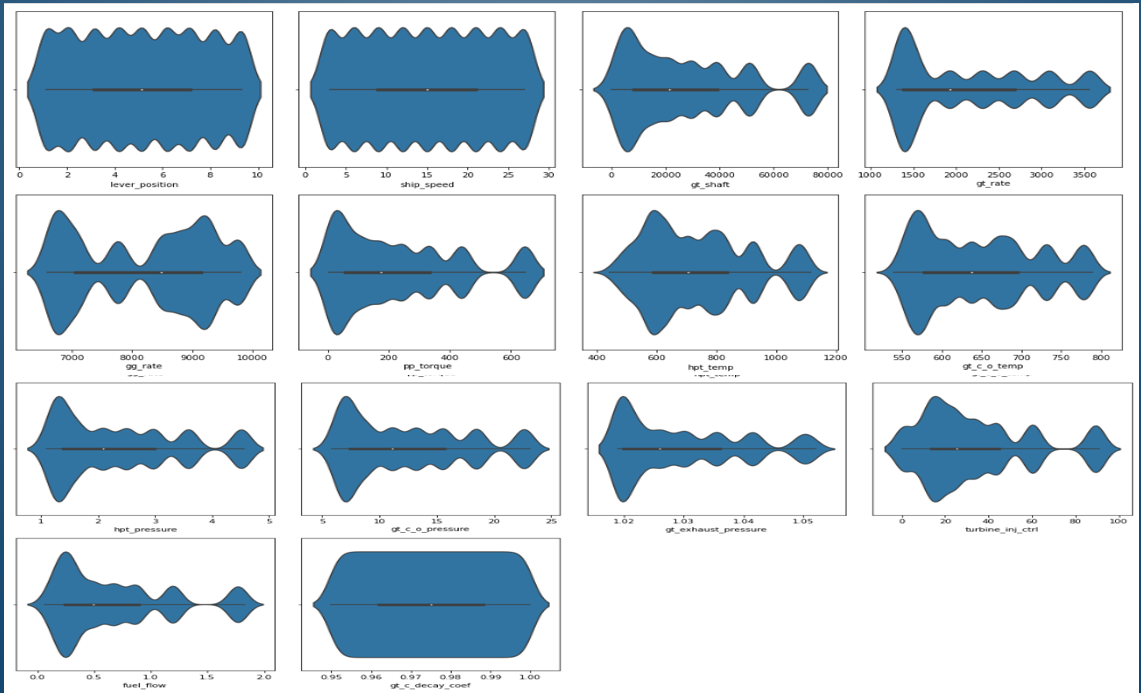 0 2 4 6 8 10
lever_position
0 5 10 15 20 25 30
ship_speed
0 20000 40000 60000 80000
gt_shaft
1000 1500 2000 2500 3000 3500
gt_rate
7000 8000 9000 10000
gg_rate
0 200 400 600
pp_torque
400 600 800 1000 1200
hpt_temp
550 600 650 700 750 800
gt_c_o_temp
1 2 3 4 5
hpt_pressure
5 10 15 20 25
gt_c_o_pressure
1.02 1.03 1.04 1.05
gt_exhaust_pressure
0 20 40 60 80 100
turbine_inj_ctrl
0.0 0.5 1.0 1.5 2.0
fuel_flow
0.95 0.96 0.97 0.98 0.99 1.00
gt_c_decay_coef